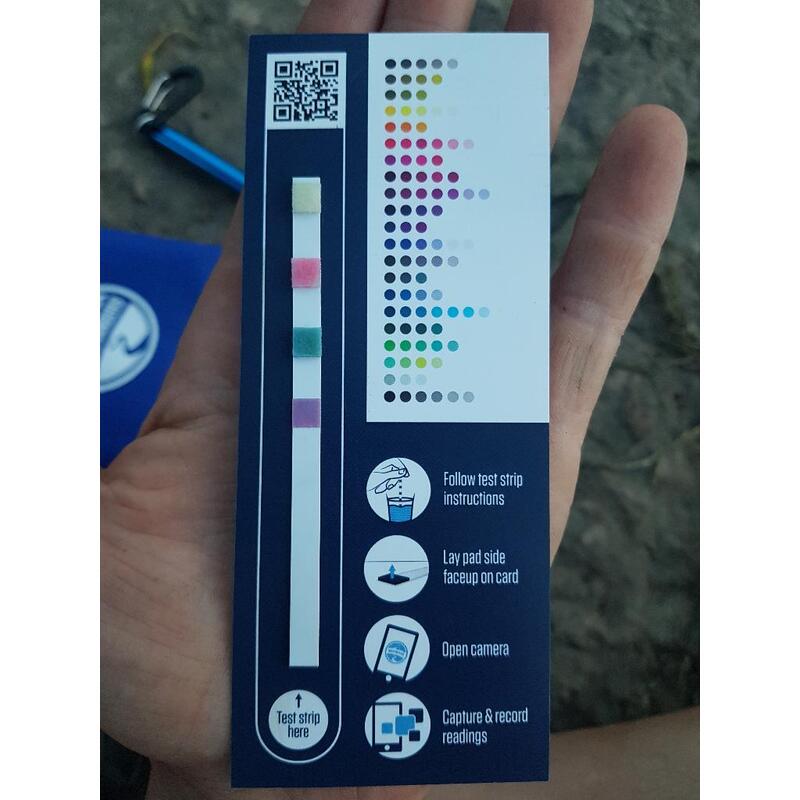 Follow test strip
instructions
Lay pad side
faceup on card
Open camera
Capture & record
readings
Test strip
here